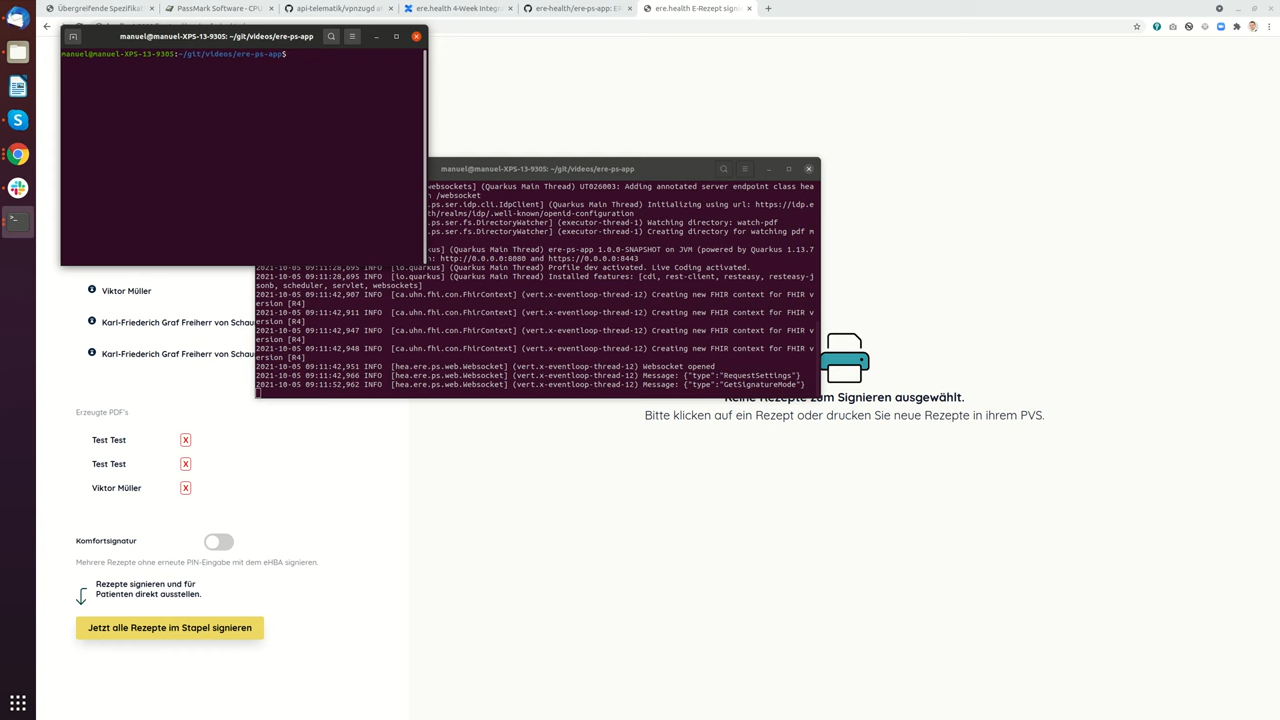 Übergreifende Spezifikat
PassMark Software - CPU
api-telematik/vpnzugd a
ere.health 4-Week Integr
ere-health/ere-ps-app: E
ere.health E-Rezept signier
manuel@manuel-XPS-13-9305: ~/git/videos/ere-ps-app
manuel@manuel-XPS-13-9305:~/git/videos/ere-ps-app$
manuel@manuel-XPS-13-9305: ~/git/videos/ere-ps-app
websockets] (Quarkus Main Thread) UT026003: Adding annotated server endpoint class hea
n /websocket
.ps.ser.idp.cli.IdpClient] (Quarkus Main Thread) Initializing using url: https://idp.e
th/realms/idp/.well-known/openid-configuration
.ps.ser.fs.DirectoryWatcher] (executor-thread-1) Watching directory: watch-pdf
.ps.ser.fs.DirectoryWatcher] (executor-thread-1) Creating directory for watching pdf m
us] (Quarkus Main Thread) ere-ps-app 1.0.0-SNAPSHOT on JVM (powered by Quarkus 1.13.7
n: http://0.0.0.0:8080 and https://0.0.0.0:8443
2021-10-05 09:11:28,695 INFO [io.quarkus] (Quarkus Main Thread) Profile dev activated. Live Coding activated.
2021-10-05 09:11:28,695 INFO [io.quarkus] (Quarkus Main Thread) Installed features: [cdi, rest-client, resteasy, resteasy-j
sonb, scheduler, servlet, websockets]
2021-10-05 09:11:42,907 INFO [ca.uhn.fhi.con.FhirContext] (vert.x-eventloop-thread-12) Creating new FHIR context for FHIR v
ersion [R4]
2021-10-05 09:11:42,911 INFO [ca.uhn.fhi.con.FhirContext] (vert.x-eventloop-thread-12) Creating new FHIR context for FHIR v
ersion [R4]
2021-10-05 09:11:42,947 INFO [ca.uhn.fhi.con.FhirContext] (vert.x-eventloop-thread-12) Creating new FHIR context for FHIR v
ersion [R4]
2021-10-05 09:11:42,948 INFO [ca.uhn.fhi.con.FhirContext] (vert.x-eventloop-thread-12) Creating new FHIR context for FHIR v
ersion [R4]
2021-10-05 09:11:42,951 INFO [hea.ere.ps.web.Websocket] (vert.x-eventloop-thread-12) Websocket opened
2021-10-05 09:11:42,966 INFO [hea.ere.ps.web.Websocket] (vert.x-eventloop-thread-12) Message: {"type":"RequestSettings"}
2021-10-05 09:11:52,962 INFO [hea.ere.ps.web.Websocket] (vert.x-eventloop-thread-12) Message: {"type":"GetSignatureMode"}
Viktor Müller
Karl-Friederich Graf Freiherr von Schau
Karl-Friederich Graf Freiherr von Schau
Erzeugte PDF's
Test Test X
Test Test X
Viktor Müller X
Komfortsignatur
Mehrere Rezepte ohne erneute PIN-Eingabe mit dem eHBA signieren.
Rezepte signieren und für
Patienten direkt ausstellen.
Jetzt alle Rezepte im Stapel signieren
Keine Rezepte zum Signieren ausgewählt.
Bitte klicken auf ein Rezept oder drucken Sie neue Rezepte in ihrem PVS.